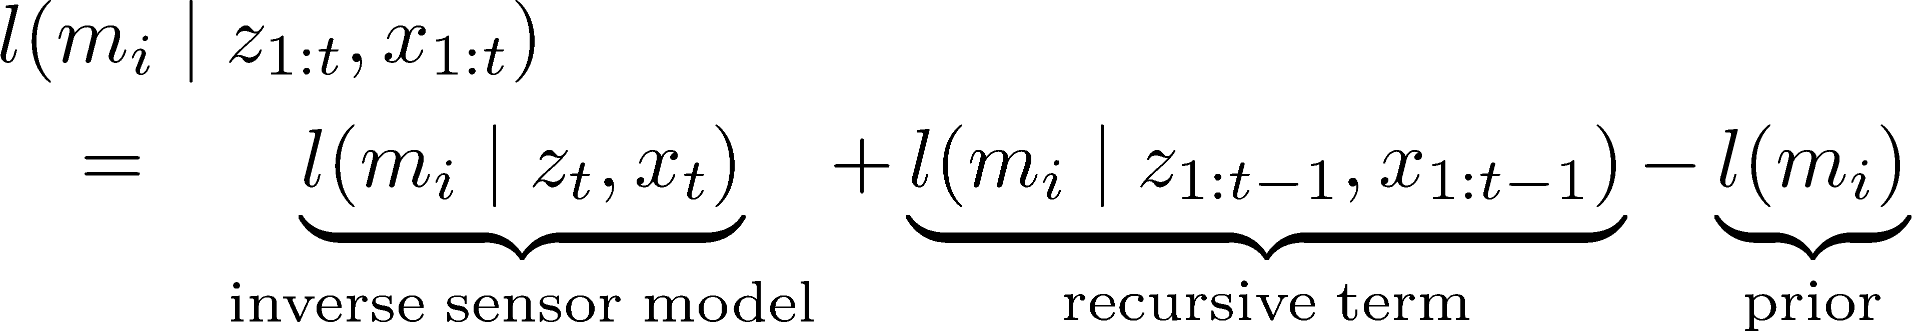 l(m_i | z_{1:t}, x_{1:t})
= l(m_i | z_t, x_t) + l(m_i | z_{1:t−1}, x_{1:t−1}) − l(m_i)
inverse sensor model recursive term prior